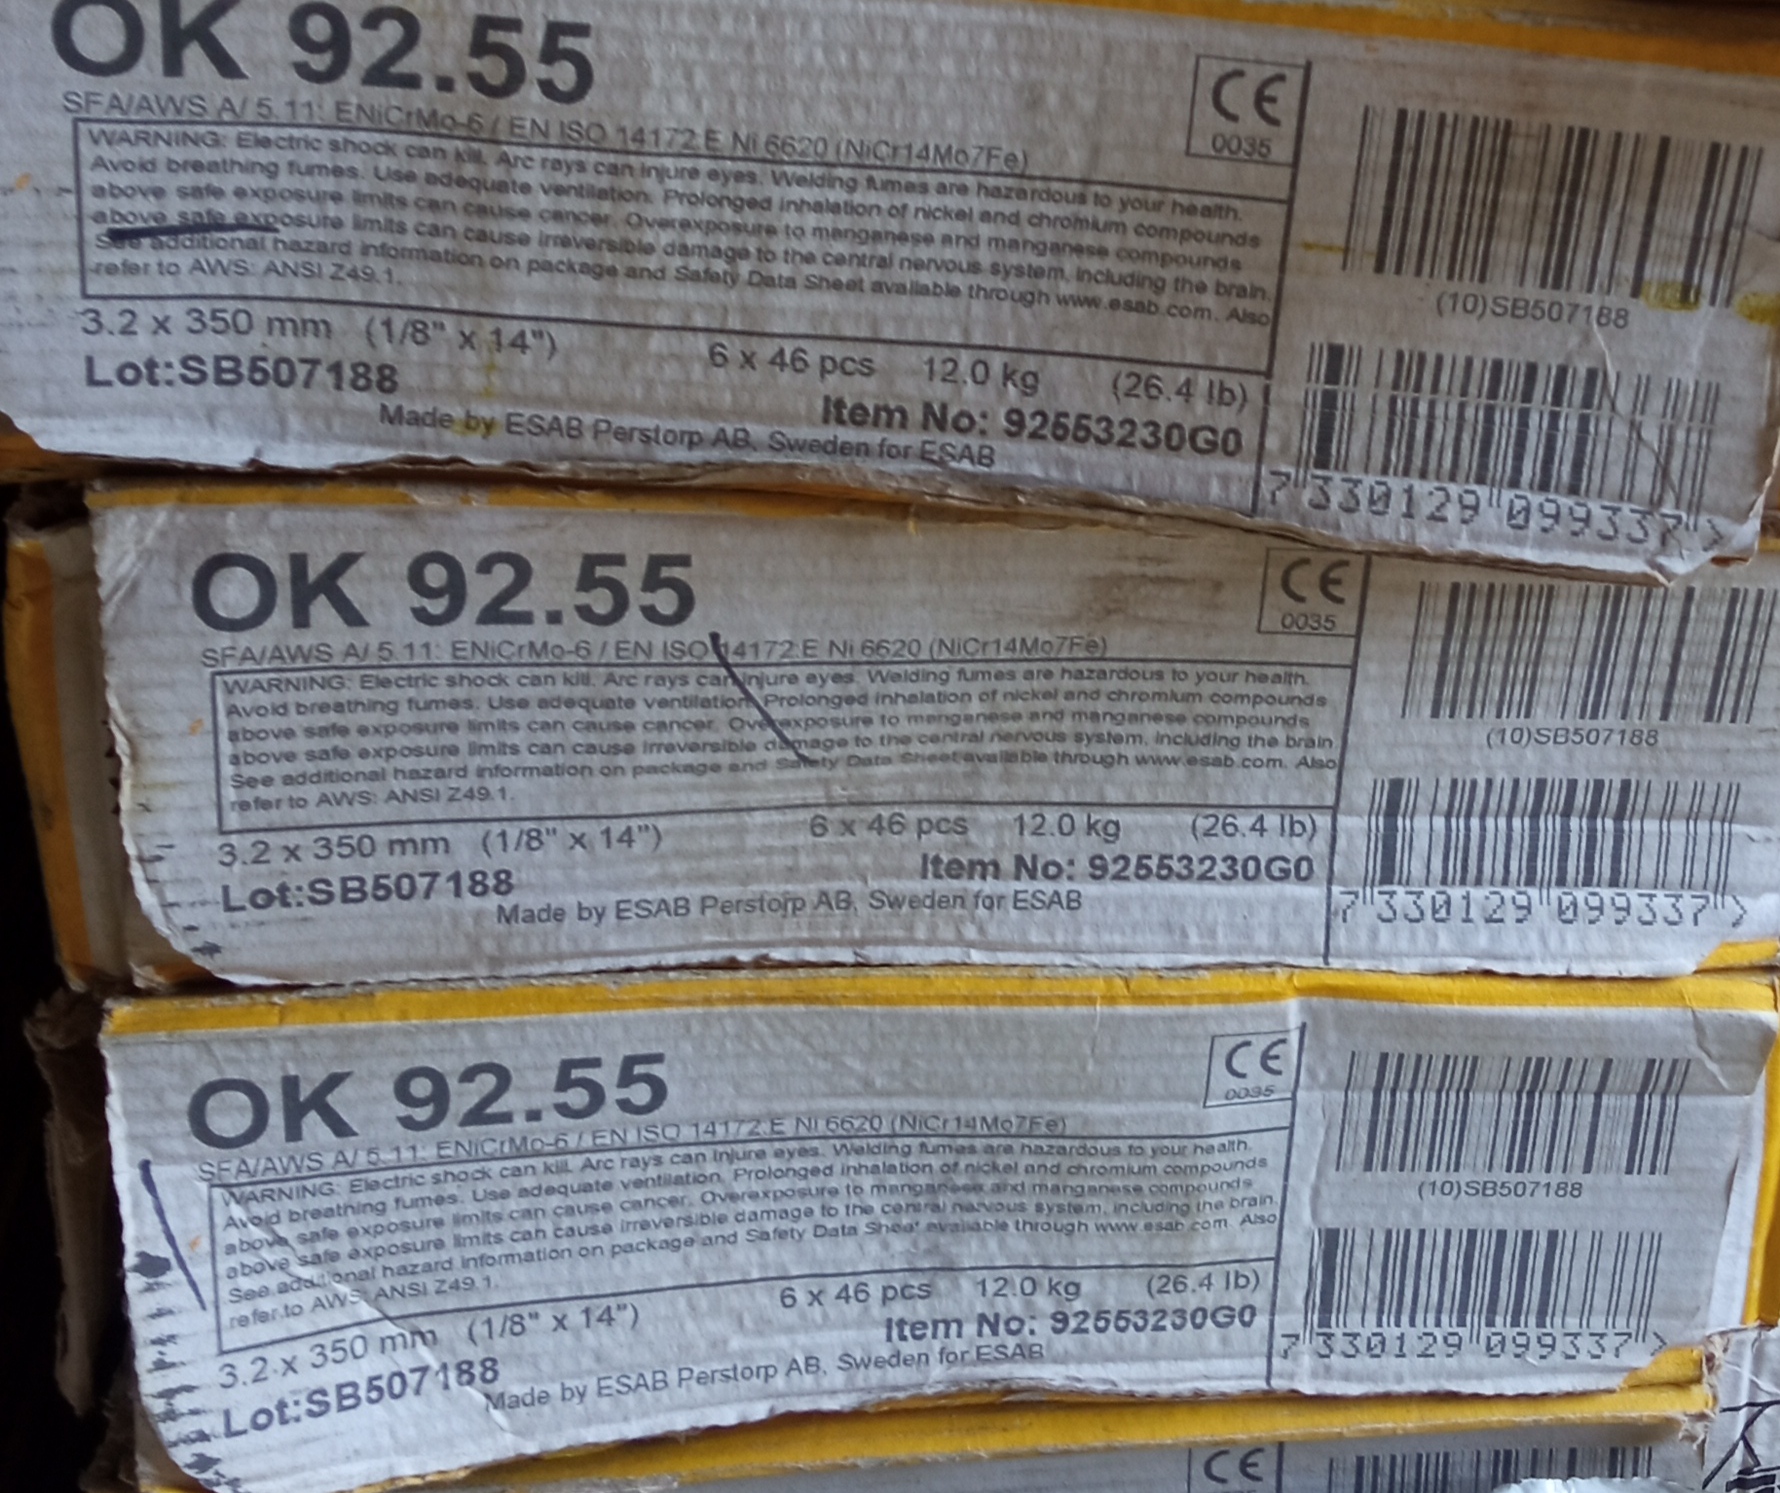 OK 92.55
SFA/AWS A/ 5.11: ENiCrMo-6 / EN ISO 14172:E Ni 6620 (NiCr14Mo7Fe)
WARNING: Electric shock can kill. Arc rays can injure eyes. Welding fumes are hazardous to your health.
Avoid breathing fumes. Use adequate ventilation. Prolonged inhalation of nickel and chromium compounds
above safe exposure limits can cause cancer. Overexposure to manganese and manganese compounds
above safe exposure limits can cause irreversible damage to the central nervous system, including the brain.
See additional hazard information on package and Safety Data Sheet available through www.esab.com. Also
refer to AWS: ANSI Z49.1.
3.2 x 350 mm (1/8" x 14") 6 x 46 pcs 12.0 kg (26.4 lb)
Lot:SB507188 Item No: 92553230G0
Made by ESAB Perstorp AB, Sweden for ESAB
CE
0035
(10)SB507188
7"330129"099337">
OK 92.55
SFA/AWS A/ 5.11: ENiCrMo-6 / EN ISO 14172:E Ni 6620 (NiCr14Mo7Fe)
WARNING: Electric shock can kill. Arc rays can injure eyes. Welding fumes are hazardous to your health.
Avoid breathing fumes. Use adequate ventilation. Prolonged inhalation of nickel and chromium compounds
above safe exposure limits can cause cancer. Overexposure to manganese and manganese compounds
above safe exposure limits can cause irreversible damage to the central nervous system, including the brain
See additional hazard information on package and Safety Data Sheet available through www.esab.com. Also
refer to AWS: ANSI Z49.1.
3.2 x 350 mm (1/8" x 14") 6 x 46 pcs 12.0 kg (26.4 lb)
Lot:SB507188 Item No: 92553230G0
Made by ESAB Perstorp AB, Sweden for ESAB
CE
0035
(10)SB507188
7"330129"099337">
OK 92.55
SFA/AWS A/ 5.11: ENiCrMo-6 / EN ISO 14172:E Ni 6620 (NiCr14Mo7Fe)
WARNING: Electric shock can kill. Arc rays can injure eyes. Welding fumes are hazardous to your health.
Avoid breathing fumes. Use adequate ventilation. Prolonged inhalation of nickel and chromium compounds
above safe exposure limits can cause cancer. Overexposure to manganese and manganese compounds
above safe exposure limits can cause irreversible damage to the central nervous system, including the brain.
See additional hazard information on package and Safety Data Sheet available through www.esab.com. Also
refer to AWS: ANSI Z49.1.
3.2 x 350 mm (1/8" x 14") 6 x 46 pcs 12.0 kg (26.4 lb)
Lot:SB507188 Item No: 92553230G0
Made by ESAB Perstorp AB, Sweden for ESAB
CE
0035
(10)SB507188
7"330129"099337">
CE